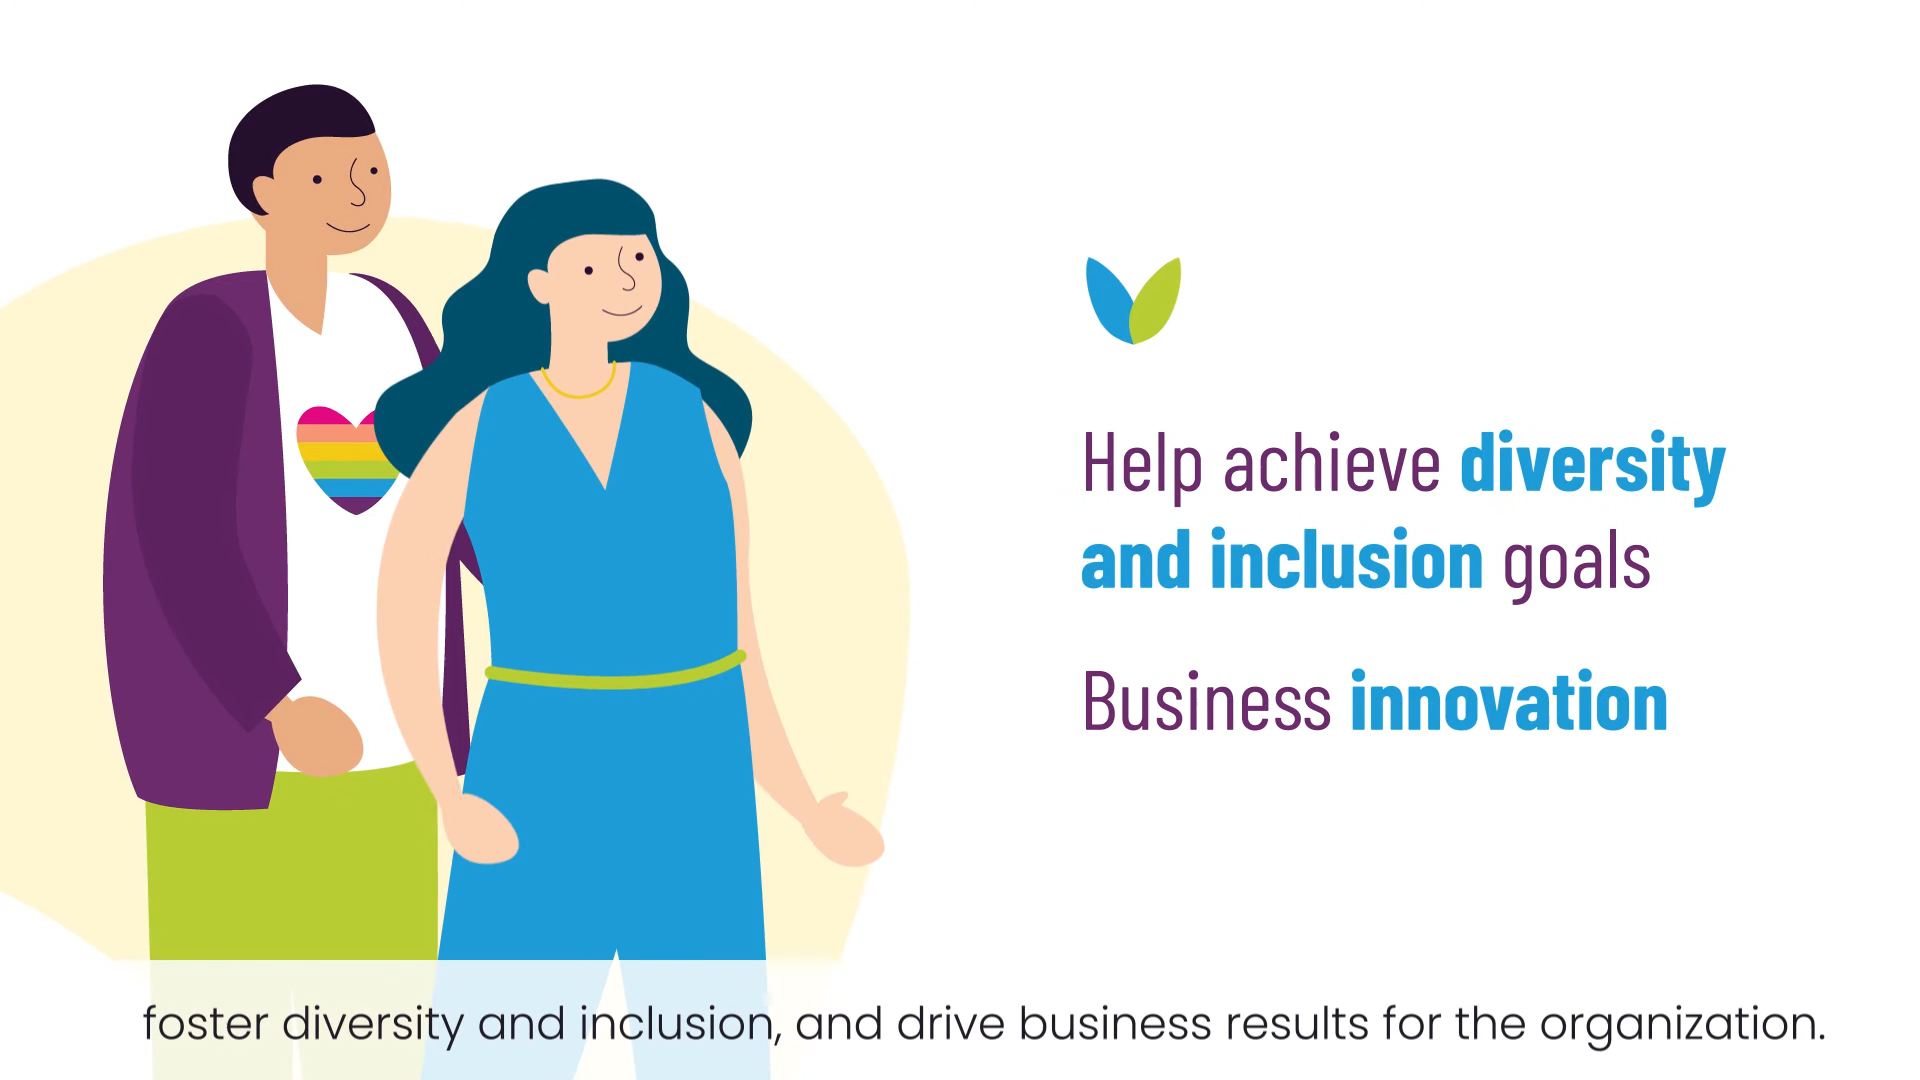 Help achieve diversity
and inclusion goals
Business innovation
foster diversity and inclusion, and drive business results for the organization.